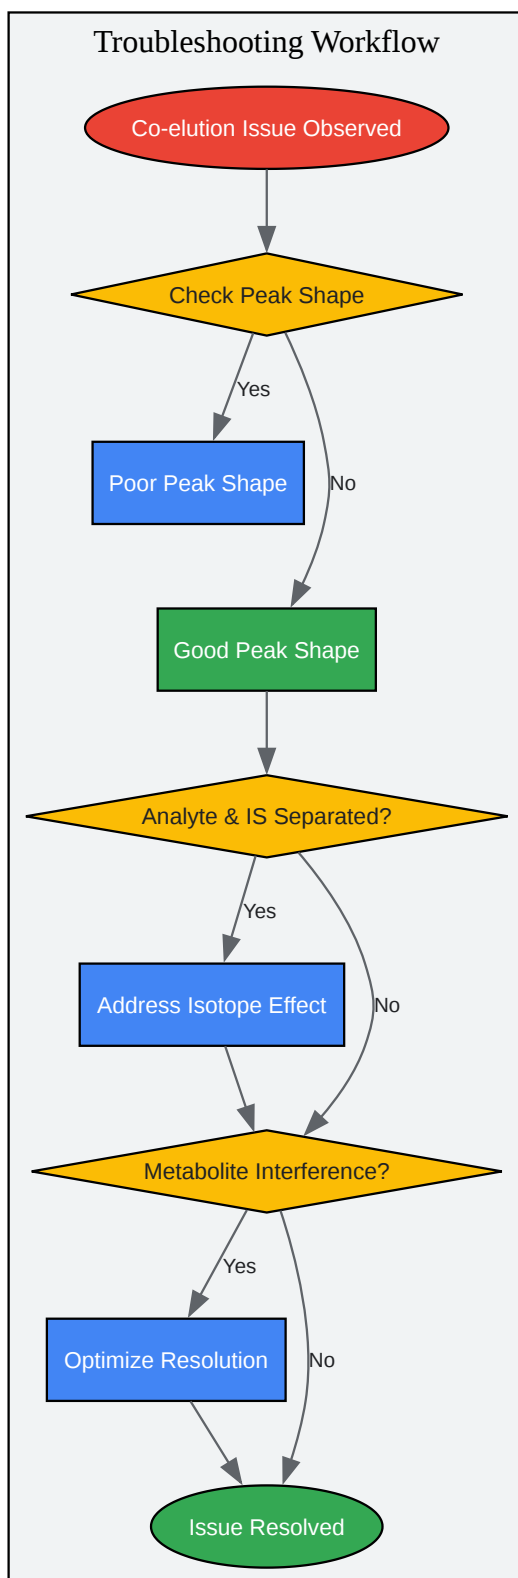 Troubleshooting Workflow
Co-elution Issue Observed
Check Peak Shape
Yes
Poor Peak Shape
No
Good Peak Shape
Analyte & IS Separated?
Yes
Address Isotope Effect
No
Metabolite Interference?
Yes
Optimize Resolution
No
Issue Resolved